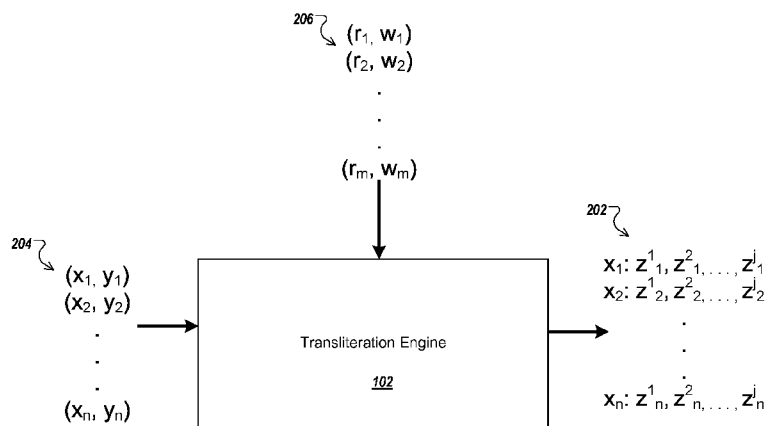 206
(r₁, w₁)
(r₂, w₂)
.
.
.
(rₘ, wₘ)
204
(x₁, y₁)
(x₂, y₂)
.
.
.
(xₙ, yₙ)
Transliteration Engine
102
202
x₁: z¹₁, z²₁, . . . , zʲ₁
x₂: z¹₂, z²₂, . . . , zʲ₂
.
.
.
xₙ: z¹ₙ, z²ₙ, . . . , zʲₙ